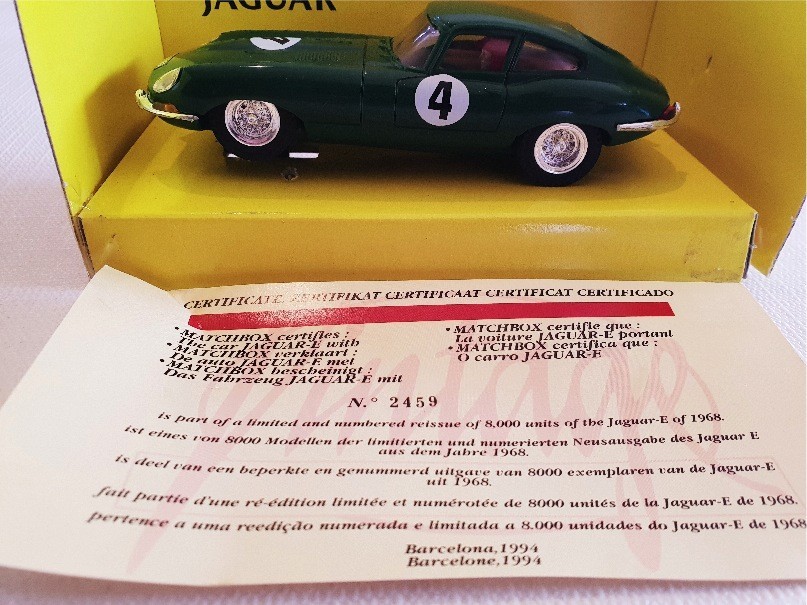 JAGUAR
4
4
CERTIFICATE ZERTIFIKAT CERTIFICAAT CERTIFICAT CERTIFICADO
• MATCHBOX certifies :
The car JAGUAR-E with
• MATCHBOX verklaart :
De auto JAGUAR-E met
• MATCHBOX bescheinigt :
Das Fahrzeug JAGUAR-E mit
• MATCHBOX certifie que :
La voiture JAGUAR-E portant
• MATCHBOX certifica que :
O carro JAGUAR-E
N.° 2459
is part of a limited and numbered reissue of 8,000 units of the Jaguar-E of 1968.
ist eines von 8000 Modellen der limitierten und numerierten Neusausgabe des Jaguar E
aus dem Jahre 1968.
is deel van een beperkte en genummerd uitgave van 8000 exemplaren van de Jaguar-E
uit 1968.
fait partie d'une ré-édition limitée et numérotée de 8000 unités de la Jaguar-E de 1968.
pertence a uma reedição numerada e limitada a 8.000 unidades do Jaguar-E de 1968
Barcelona, 1994
Barcelone, 1994
vintage